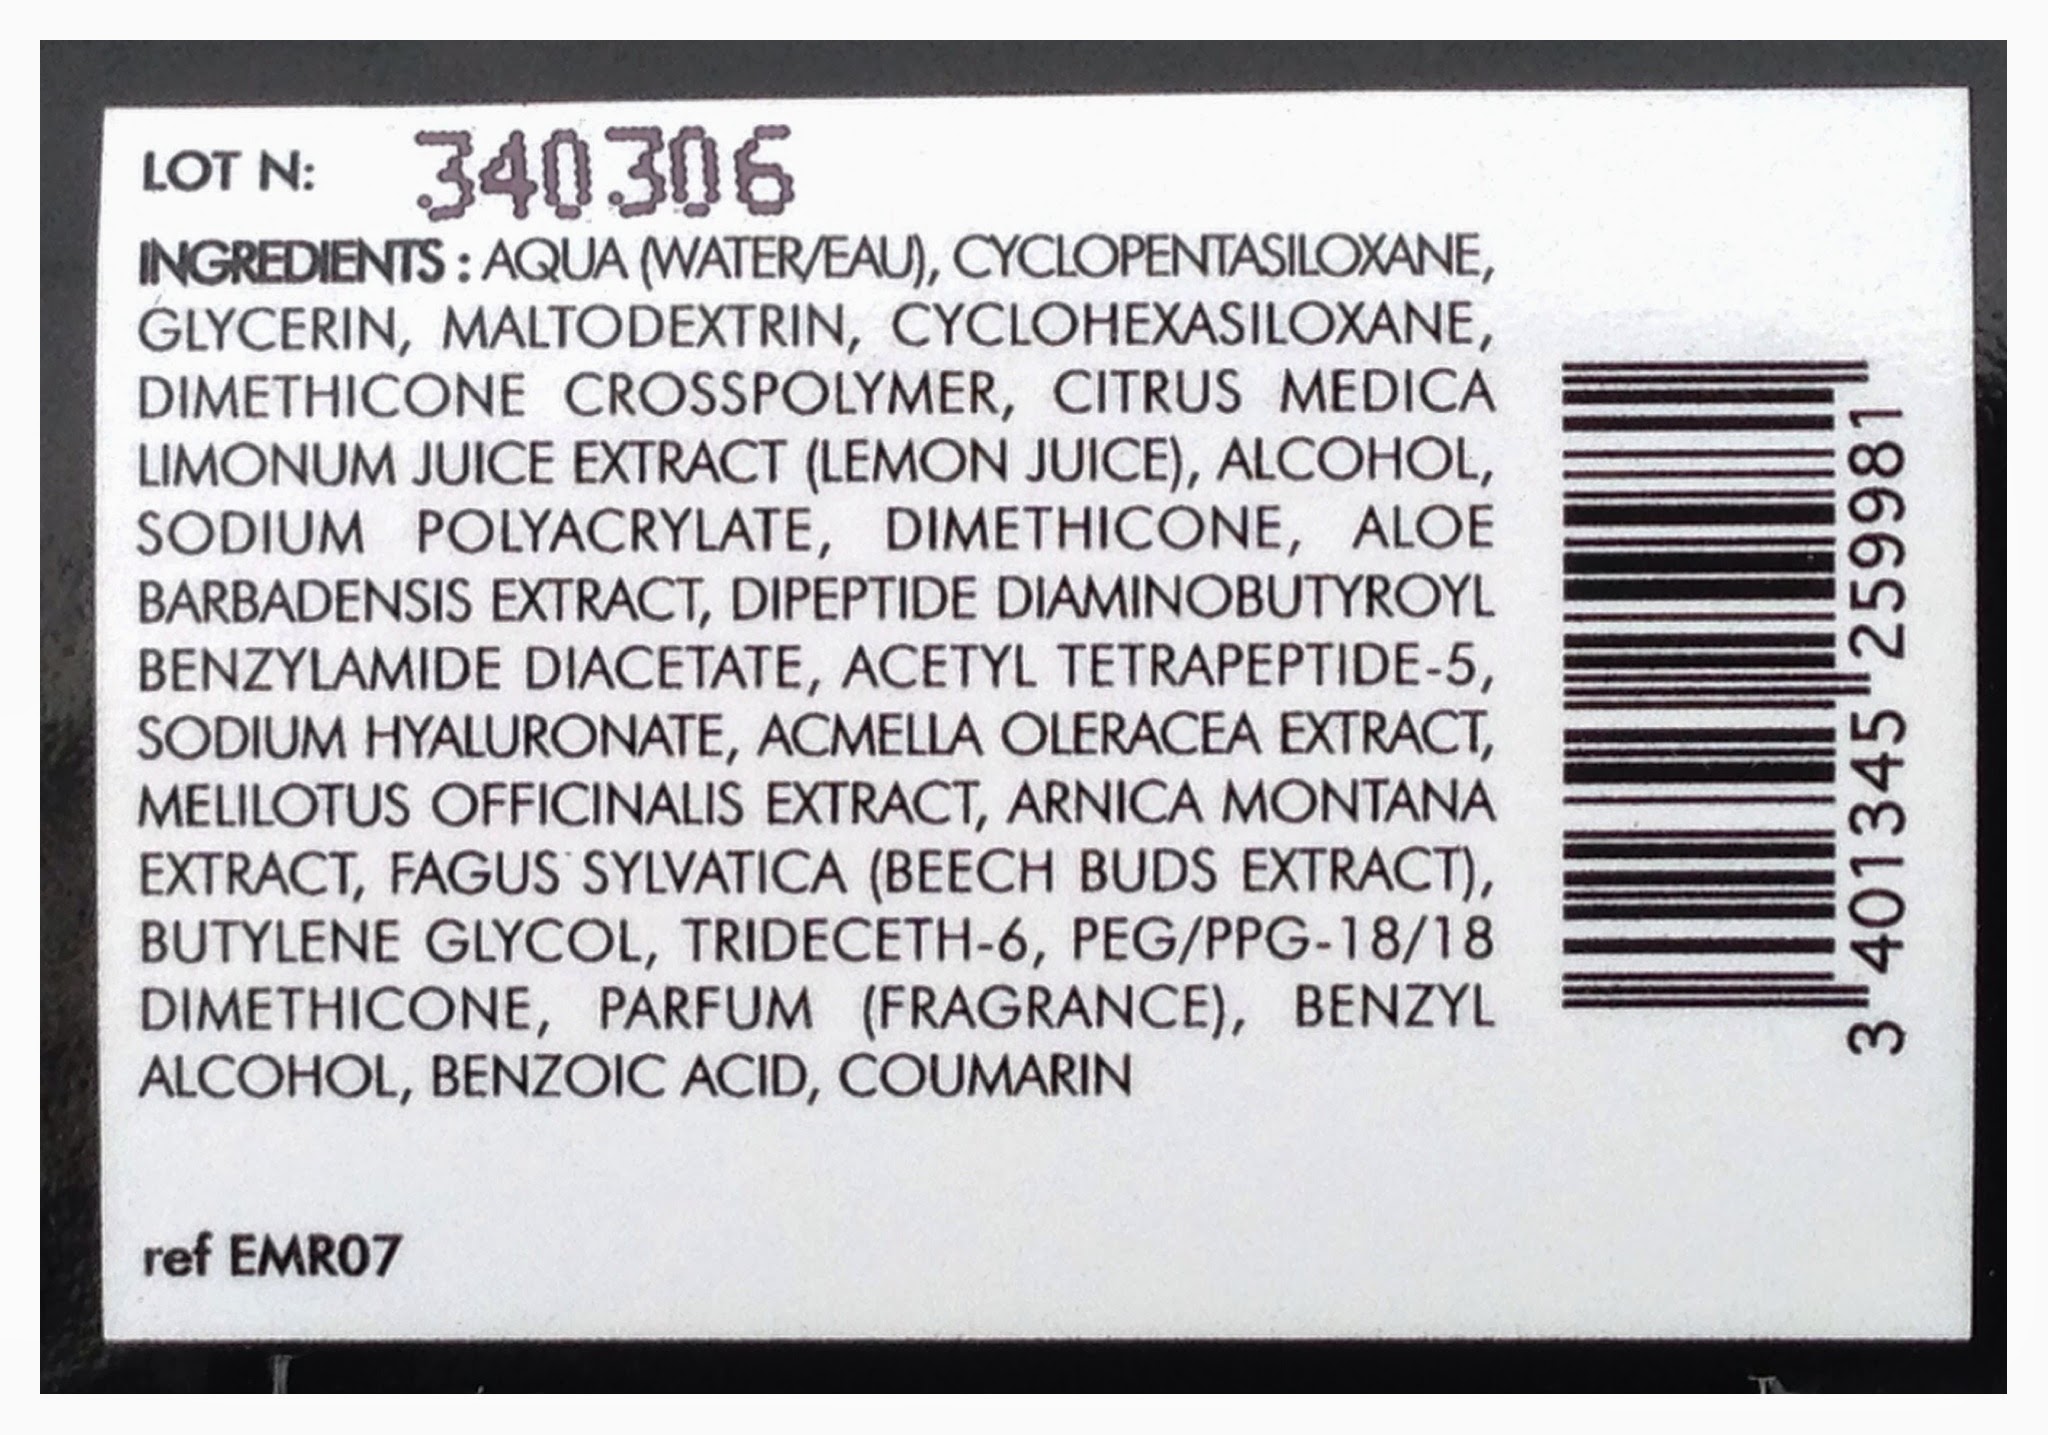 LOT N: 340306
INGREDIENTS : AQUA (WATER/EAU), CYCLOPENTASILOXANE,
GLYCERIN, MALTODEXTRIN, CYCLOHEXASILOXANE,
DIMETHICONE CROSSPOLYMER, CITRUS MEDICA
LIMONUM JUICE EXTRACT (LEMON JUICE), ALCOHOL,
SODIUM POLYACRYLATE, DIMETHICONE, ALOE
BARBADENSIS EXTRACT, DIPEPTIDE DIAMINOBUTYROYL
BENZYLAMIDE DIACETATE, ACETYL TETRAPEPTIDE-5,
SODIUM HYALURONATE, ACMELLA OLERACEA EXTRACT,
MELILOTUS OFFICINALIS EXTRACT, ARNICA MONTANA
EXTRACT, FAGUS SYLVATICA (BEECH BUDS EXTRACT),
BUTYLENE GLYCOL, TRIDECETH-6, PEG/PPG-18/18
DIMETHICONE, PARFUM (FRAGRANCE), BENZYL
ALCOHOL, BENZOIC ACID, COUMARIN
ref EMR07
3 401345 259981